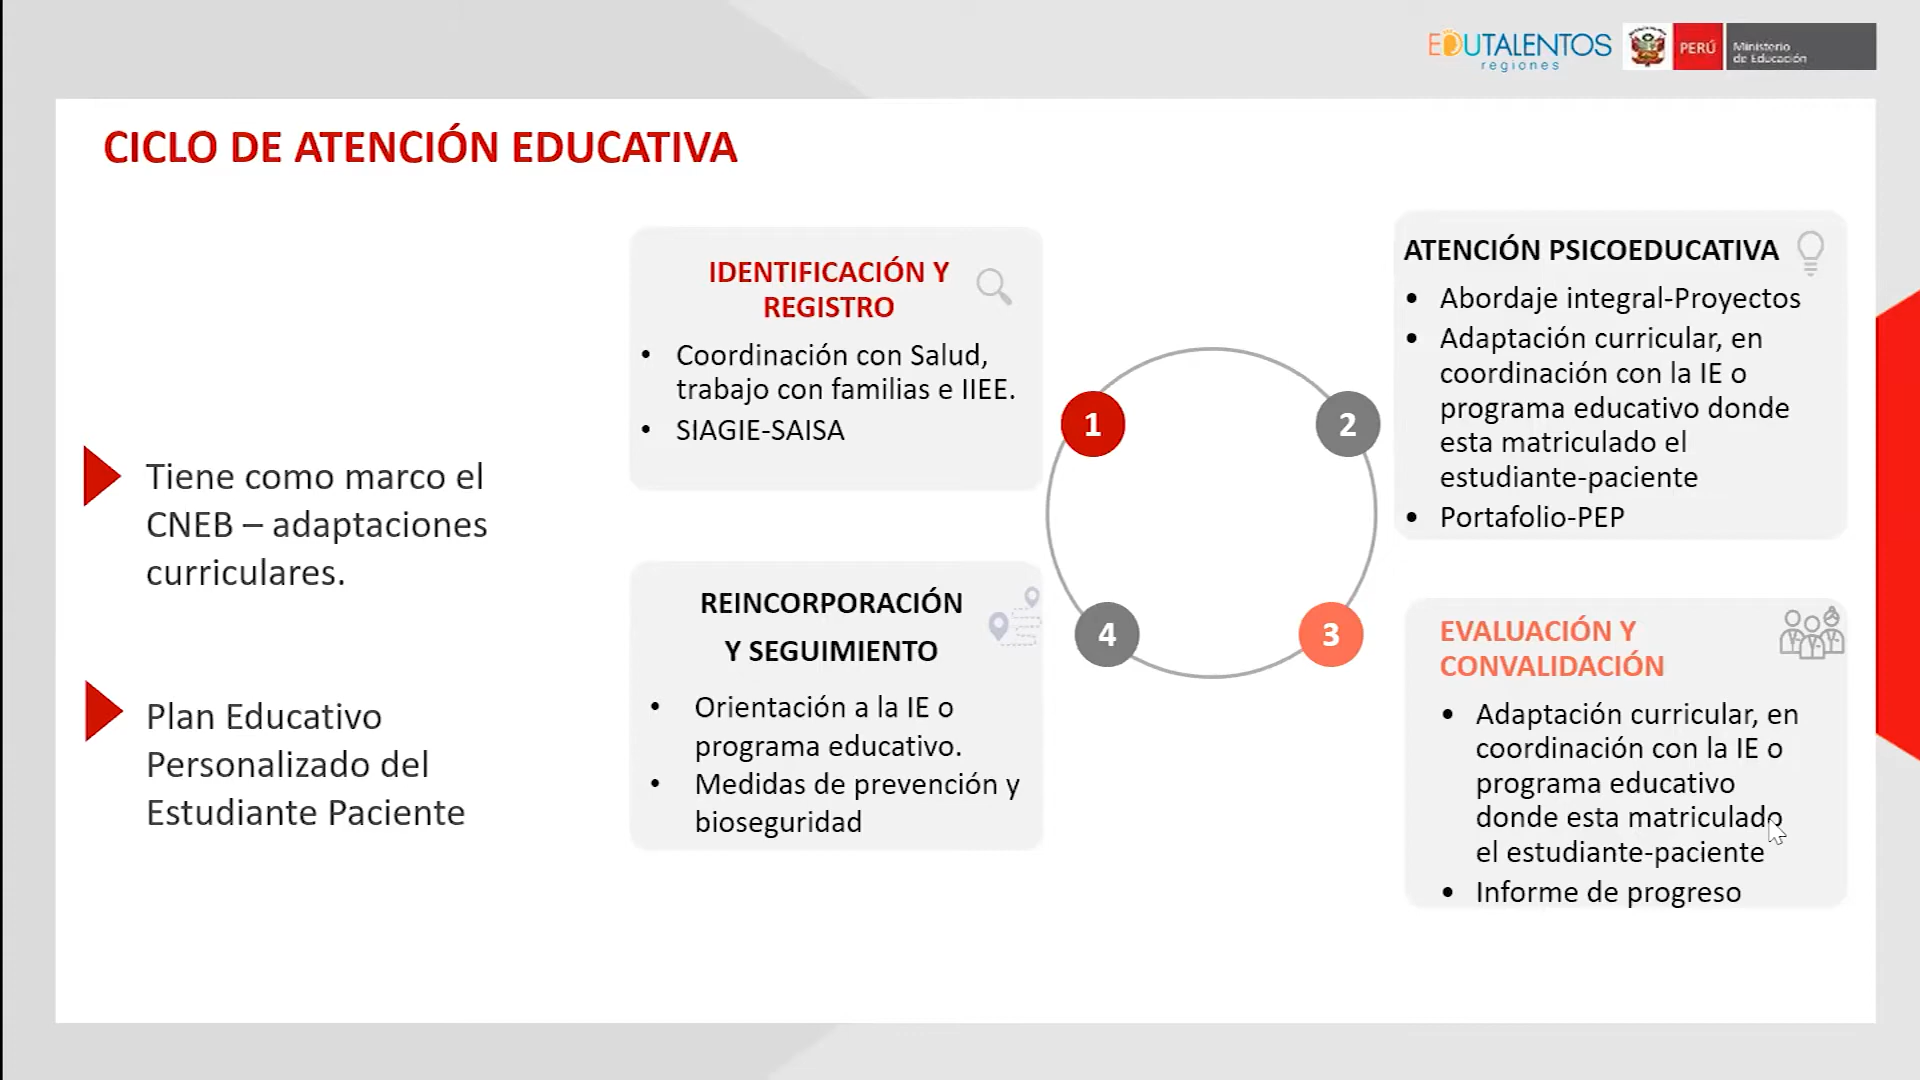 EDUTALENTOS
regiones
PERÚ
Ministerio
de Educación
CICLO DE ATENCIÓN EDUCATIVA
Tiene como marco el
CNEB – adaptaciones
curriculares.
Plan Educativo
Personalizado del
Estudiante Paciente
IDENTIFICACIÓN Y
REGISTRO
• Coordinación con Salud,
trabajo con familias e IIEE.
• SIAGIE-SAISA
1
2
ATENCIÓN PSICOEDUCATIVA
• Abordaje integral-Proyectos
• Adaptación curricular, en
coordinación con la IE o
programa educativo donde
esta matriculado el
estudiante-paciente
• Portafolio-PEP
3
EVALUACIÓN Y
CONVALIDACIÓN
• Adaptación curricular, en
coordinación con la IE o
programa educativo
donde esta matriculado
el estudiante-paciente
• Informe de progreso
4
REINCORPORACIÓN
Y SEGUIMIENTO
• Orientación a la IE o
programa educativo.
• Medidas de prevención y
bioseguridad